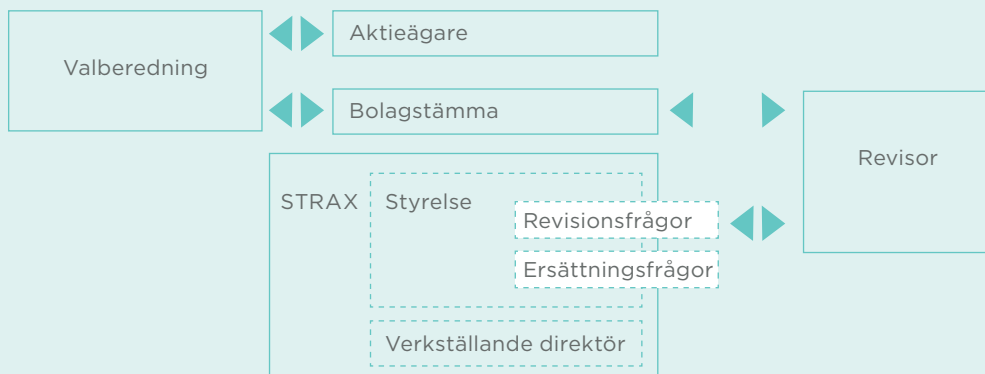 Valberedning
Aktieägare
Bolagstämma
Revisor
STRAX
Styrelse
Revisionsfrågor
Ersättningsfrågor
Verkställande direktör